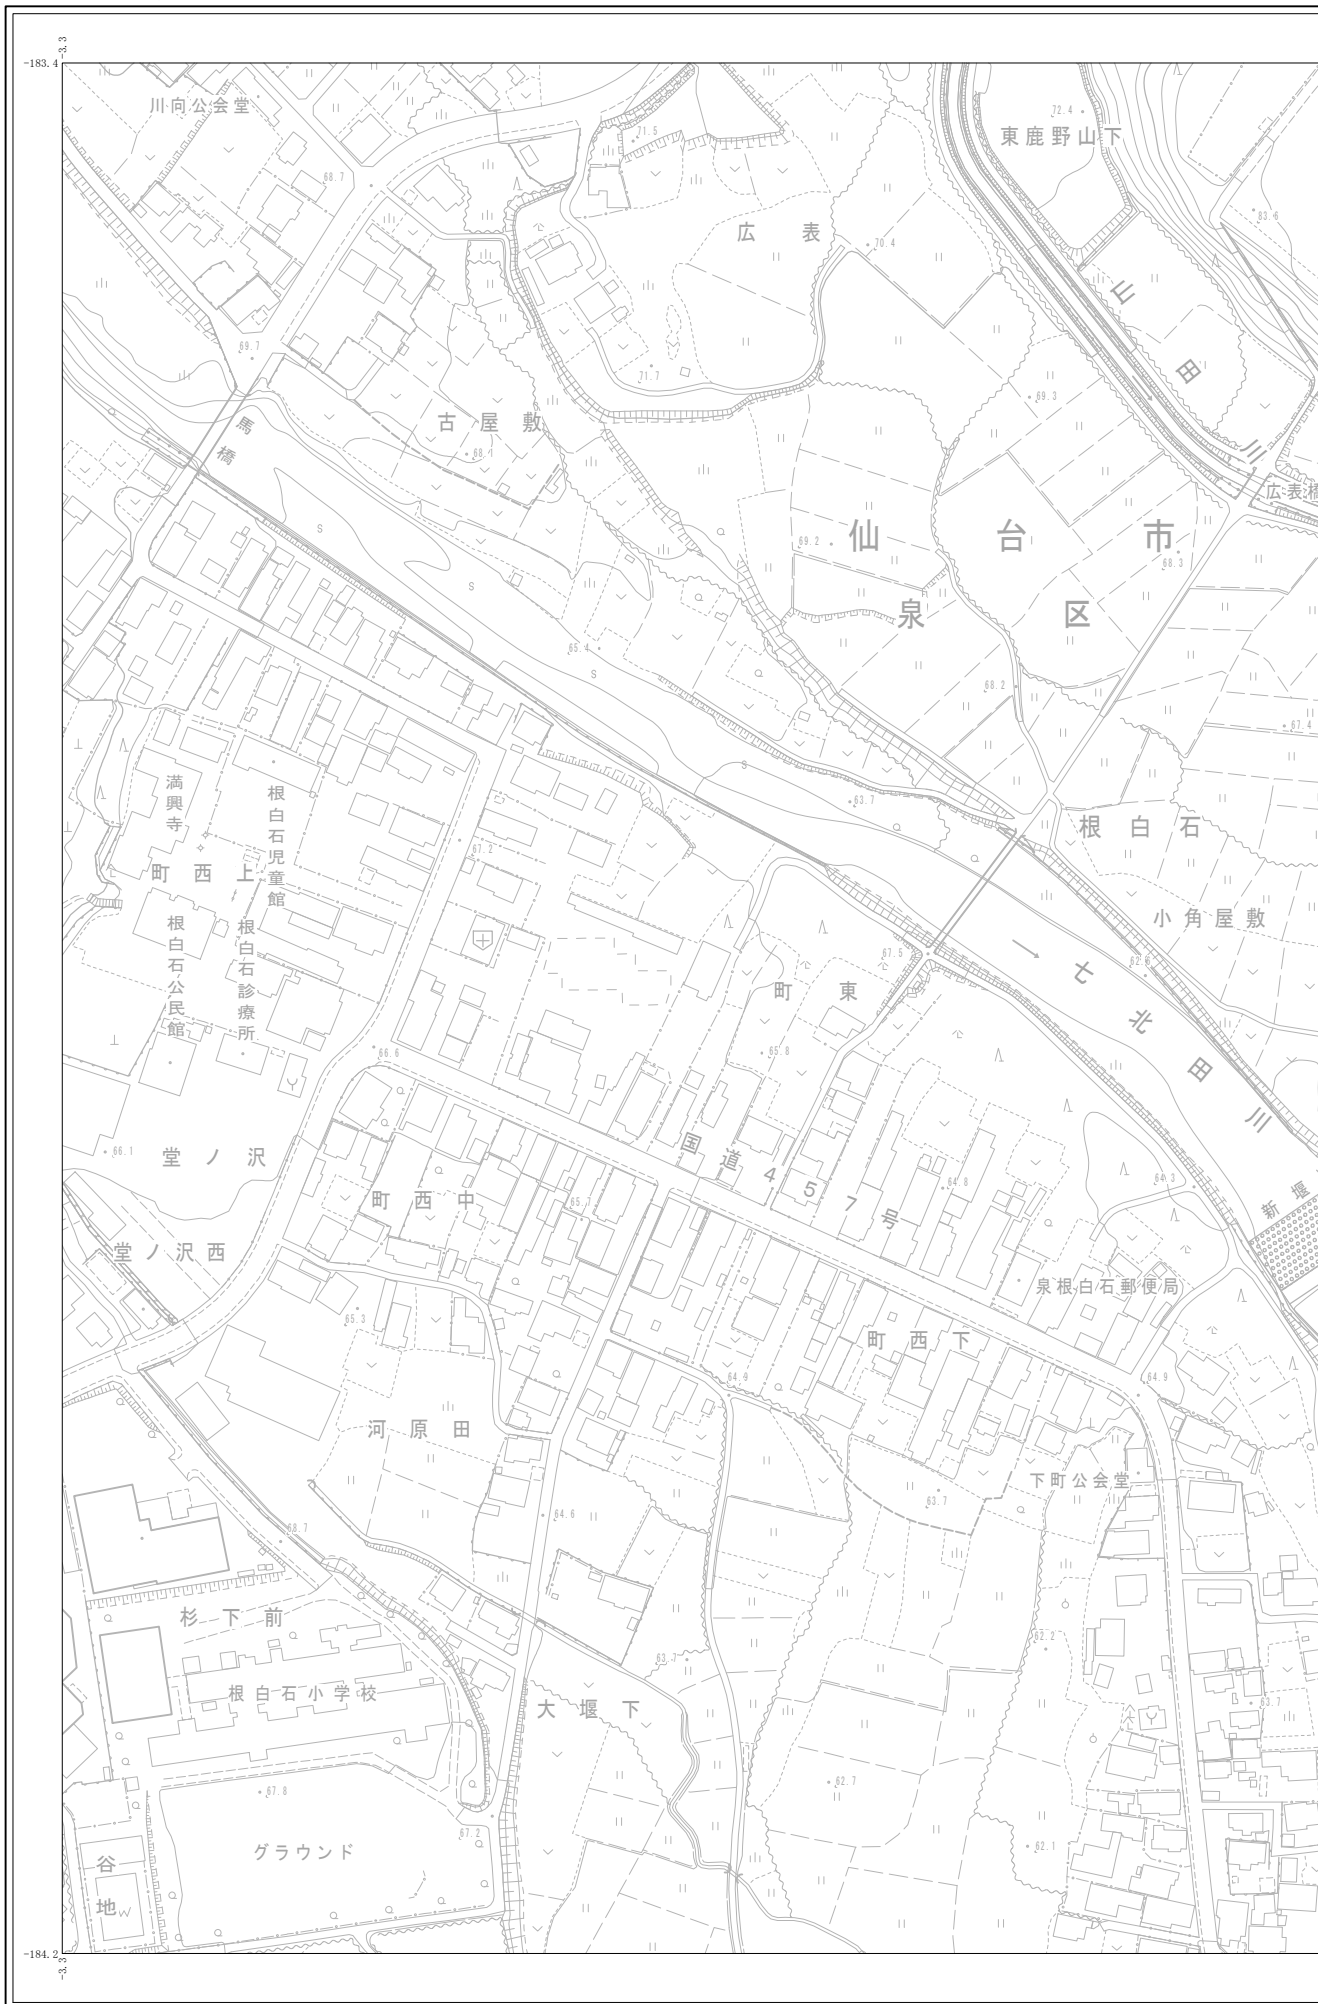 -3.3
-183.4
川向公会堂
72.4
東鹿野山下
71.5
68.7
83.6
広表
70.4
山田川
69.7
71.7
69.3
馬橋
古屋敷
68.1
広表橋
仙台市
69.2
68.3
泉区
65.4
68.2
67.4
63.7
満興寺
根白石児童館
根白石
67.2
町西上
小角屋敷
根白石公民館
根白石診療所
67.5
62.6
七北田川
町東
66.6
65.8
66.1
堂ノ沢
国道457号
64.8
64.3
町西中
65.7
新堰
堂ノ沢西
泉根白石郵便局
65.3
町西下
64.9
64.9
河原田
下町公会堂
63.7
64.6
68.7
杉下前
62.2
63.7
根白石小学校
大堰下
63.7
67.8
62.7
67.2
グラウンド
62.1
谷地
-184.2
-3.3